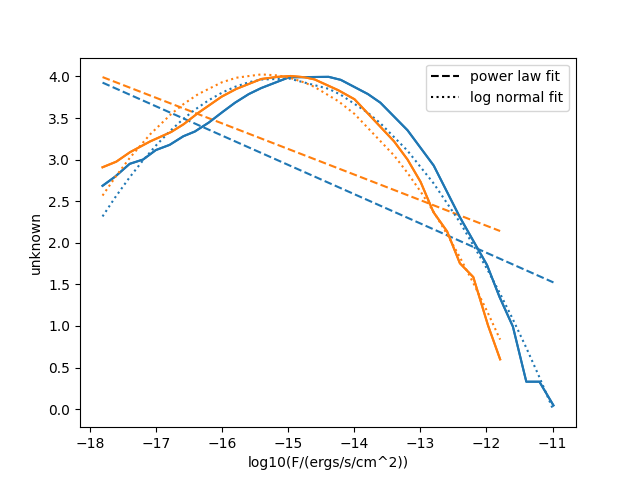 power law fit
log normal fit
4.0
3.5
3.0
2.5
2.0
1.5
1.0
0.5
0.0
unknown
−18 −17 −16 −15 −14 −13 −12 −11
log10(F/(ergs/s/cm^2))